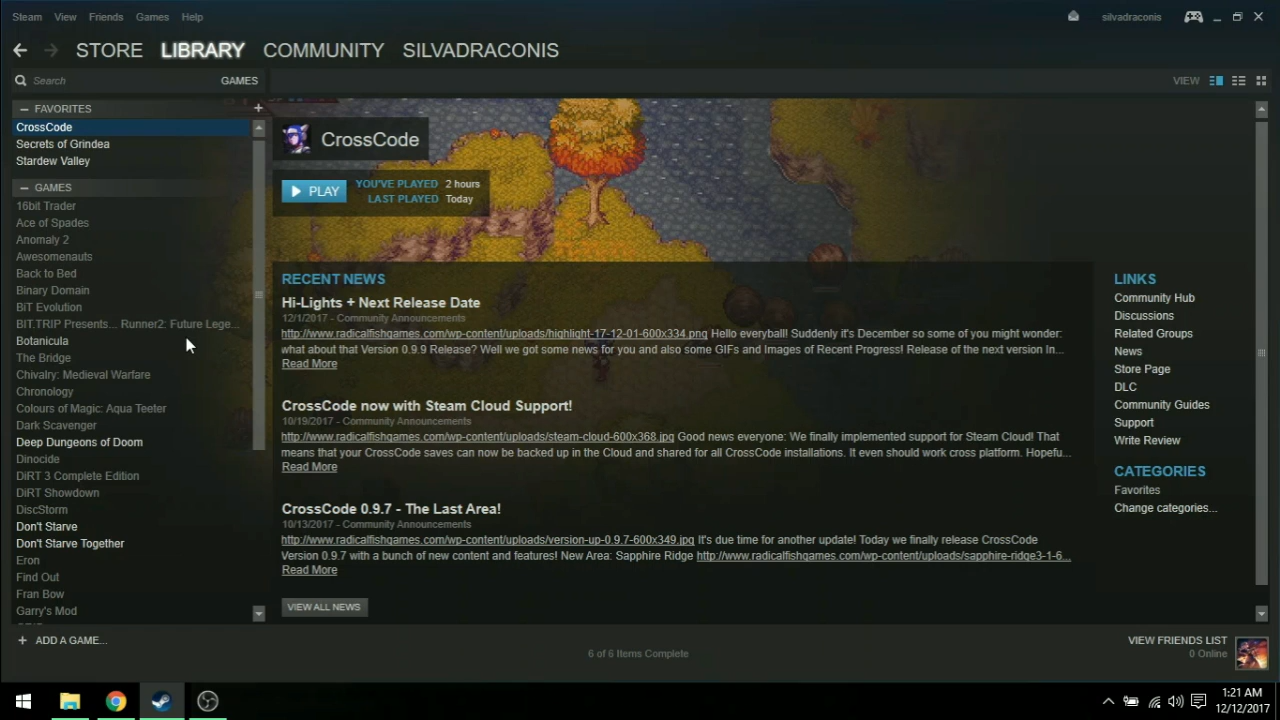 Steam View Friends Games Help
silvadraconis
STORE LIBRARY COMMUNITY SILVADRACONIS
Search
GAMES
VIEW
FAVORITES
CrossCode
Secrets of Grindea
Stardew Valley
GAMES
16bit Trader
Ace of Spades
Anomaly 2
Awesomenauts
Back to Bed
Binary Domain
BiT Evolution
BIT.TRIP Presents... Runner2: Future Lege...
Botanicula
The Bridge
Chivalry: Medieval Warfare
Chronology
Colours of Magic: Aqua Teeter
Dark Scavenger
Deep Dungeons of Doom
Dinocide
DiRT 3 Complete Edition
DiRT Showdown
DiscStorm
Don't Starve
Don't Starve Together
Eron
Find Out
Fran Bow
Garry's Mod
ADD A GAME...
CrossCode
PLAY
YOU'VE PLAYED 2 hours
LAST PLAYED Today
RECENT NEWS
Hi-Lights + Next Release Date
12/1/2017 - Community Announcements
http://www.radicalfishgames.com/wp-content/uploads/highlight-17-12-01-600x334.png Hello everyball! Suddenly it's December so some of you might wonder:
what about that Version 0.9.9 Release? Well we got some news for you and also some GIFs and Images of Recent Progress! Release of the next version In...
Read More
CrossCode now with Steam Cloud Support!
10/19/2017 - Community Announcements
http://www.radicalfishgames.com/wp-content/uploads/steam-cloud-600x368.jpg Good news everyone: We finally implemented support for Steam Cloud! That
means that your CrossCode saves can now be backed up in the Cloud and shared for all CrossCode installations. It even should work cross platform. Hopefu...
Read More
CrossCode 0.9.7 - The Last Area!
10/13/2017 - Community Announcements
http://www.radicalfishgames.com/wp-content/uploads/version-up-0.9.7-600x349.jpg It's due time for another update! Today we finally release CrossCode
Version 0.9.7 with a bunch of new content and features! New Area: Sapphire Ridge http://www.radicalfishgames.com/wp-content/uploads/sapphire-ridge3-1-6...
Read More
VIEW ALL NEWS
LINKS
Community Hub
Discussions
Related Groups
News
Store Page
DLC
Community Guides
Support
Write Review
CATEGORIES
Favorites
Change categories...
6 of 6 Items Complete
VIEW FRIENDS LIST
0 Online
1:21 AM
12/12/2017